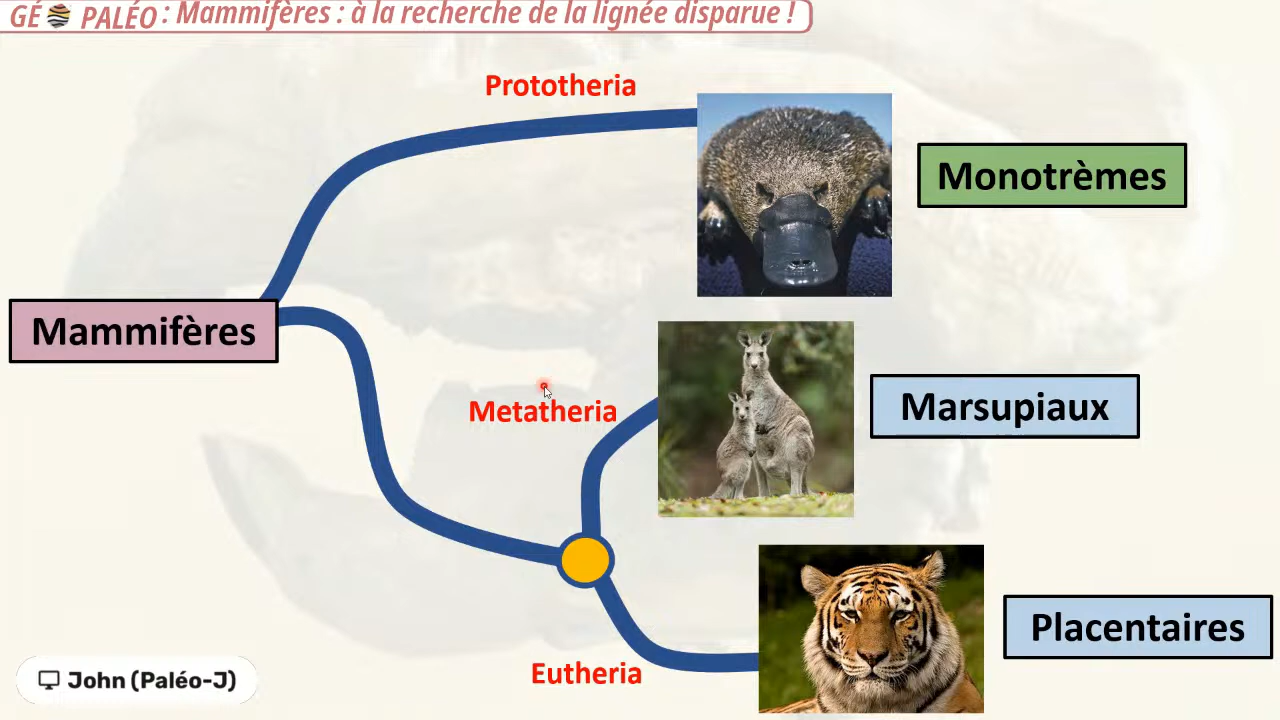 GÉ PALÉO : Mammifères : à la recherche de la lignée disparue !
Prototheria
Monotrèmes
Mammifères
Metatheria
Marsupiaux
Placentaires
Eutheria
John (Paléo-J)